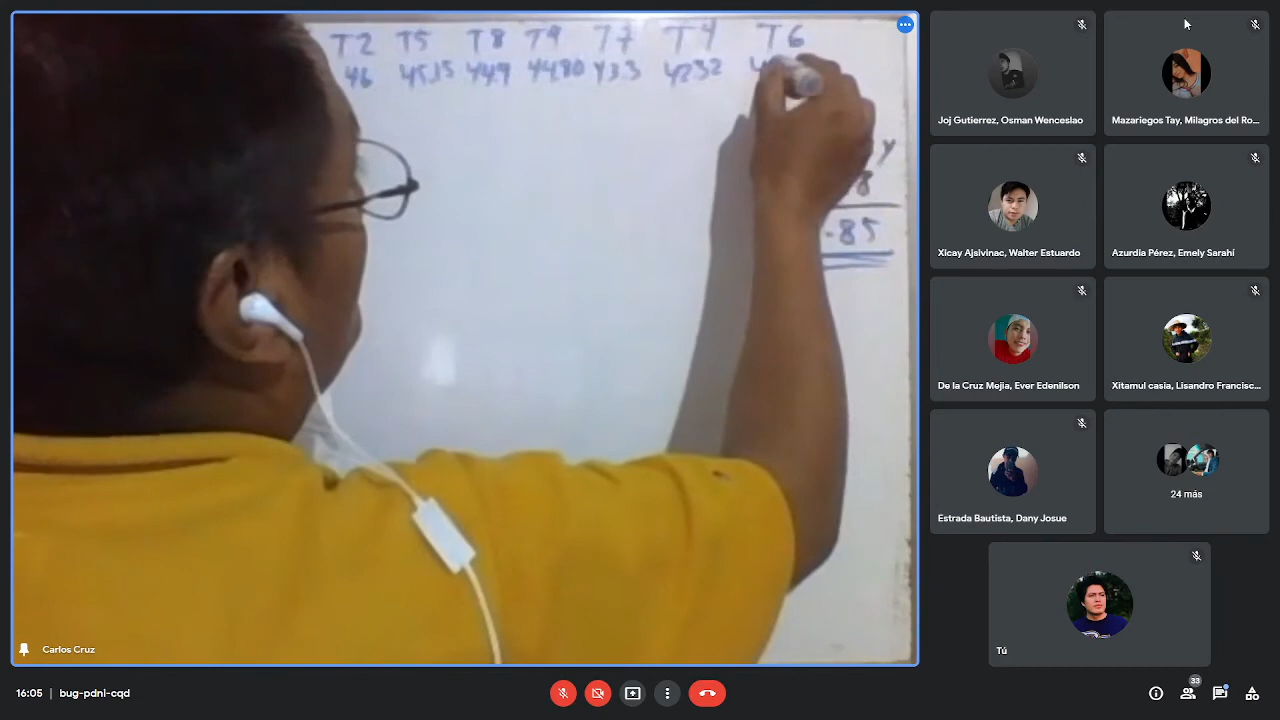 T2 T5 T8 T9 T7 T4 T6
46 45.15 44.9 44.80 43.3 42.32
8
.85
Joj Gutierrez, Osman Wenceslao
Mazariegos Tay, Milagros del Ro...
Xicay Ajsivinac, Walter Estuardo
Azurdia Pérez, Emely Sarahí
De la Cruz Mejia, Ever Edenilson
Xitamul casia, Lisandro Francisc...
Estrada Bautista, Dany Josue
24 más
Tú
Carlos Cruz
16:05 | bug-pdni-cqd
33